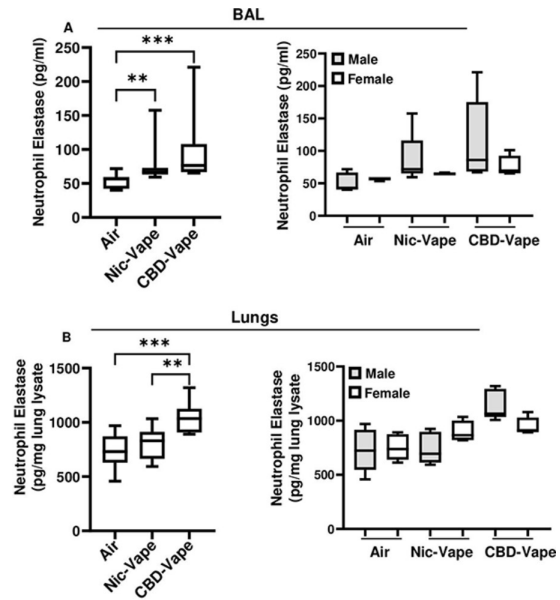 BAL
A
Neutrophil Elastase (pg/ml)
250
200
150
100
50
0
***
**
Air
Nic-Vape
CBD-Vape
Neutrophil Elastase (pg/ml)
250
200
150
100
50
0
Male
Female
Air
Nic-Vape
CBD-Vape
Lungs
B
Neutrophil Elastase
(pg/mg lung lysate
1500
1000
500
0
***
**
Air
Nic-Vape
CBD-Vape
Neutrophil Elastase
(pg/mg lung lysate
1500
1000
500
0
Male
Female
Air
Nic-Vape
CBD-Vape